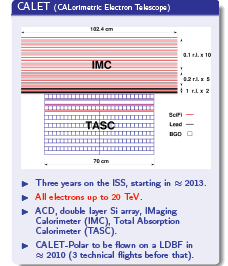 CALET (CALorimetric Electron Telescope)
102.4 cm
IMC
0.1 r.l. x 10
0.2 r.l. x 5
1 r.l. x 2
TASC
SciFi
Lead
BGO
70 cm
► Three years on the ISS, starting in ≈ 2013.
► All electrons up to 20 TeV.
► ACD, double layer Si array, IMaging
Calorimeter (IMC), Total Absorption
Calorimeter (TASC).
► CALET-Polar to be flown on a LDBF in
≈ 2010 (3 technical flights before that).